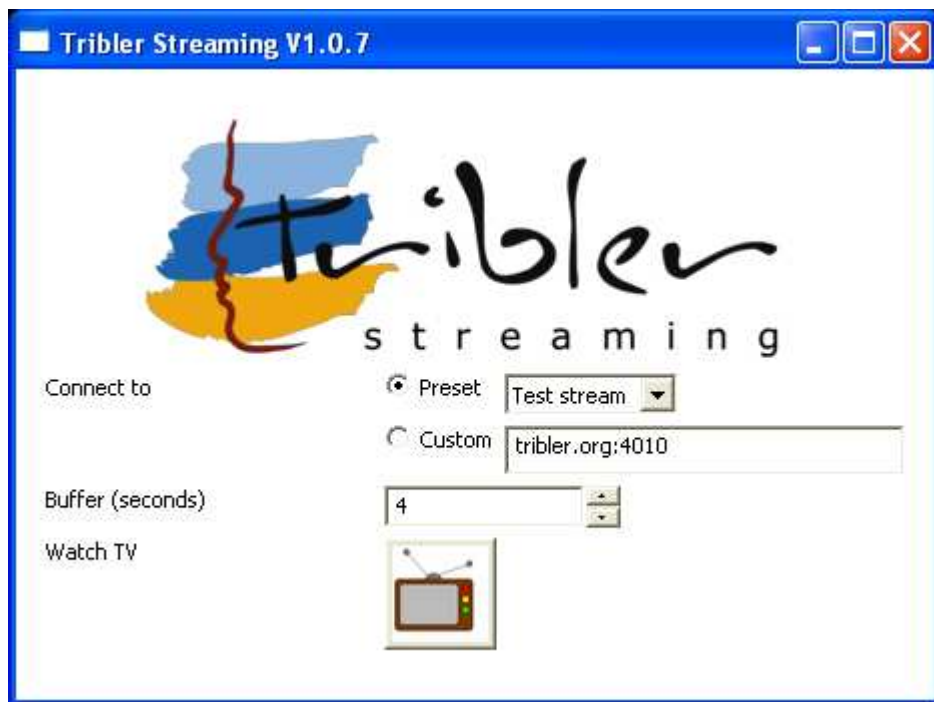 Tribler Streaming V1.0.7
Tribler
streaming
Connect to Preset Test stream
Custom tribler.org:4010
Buffer (seconds) 4
Watch TV